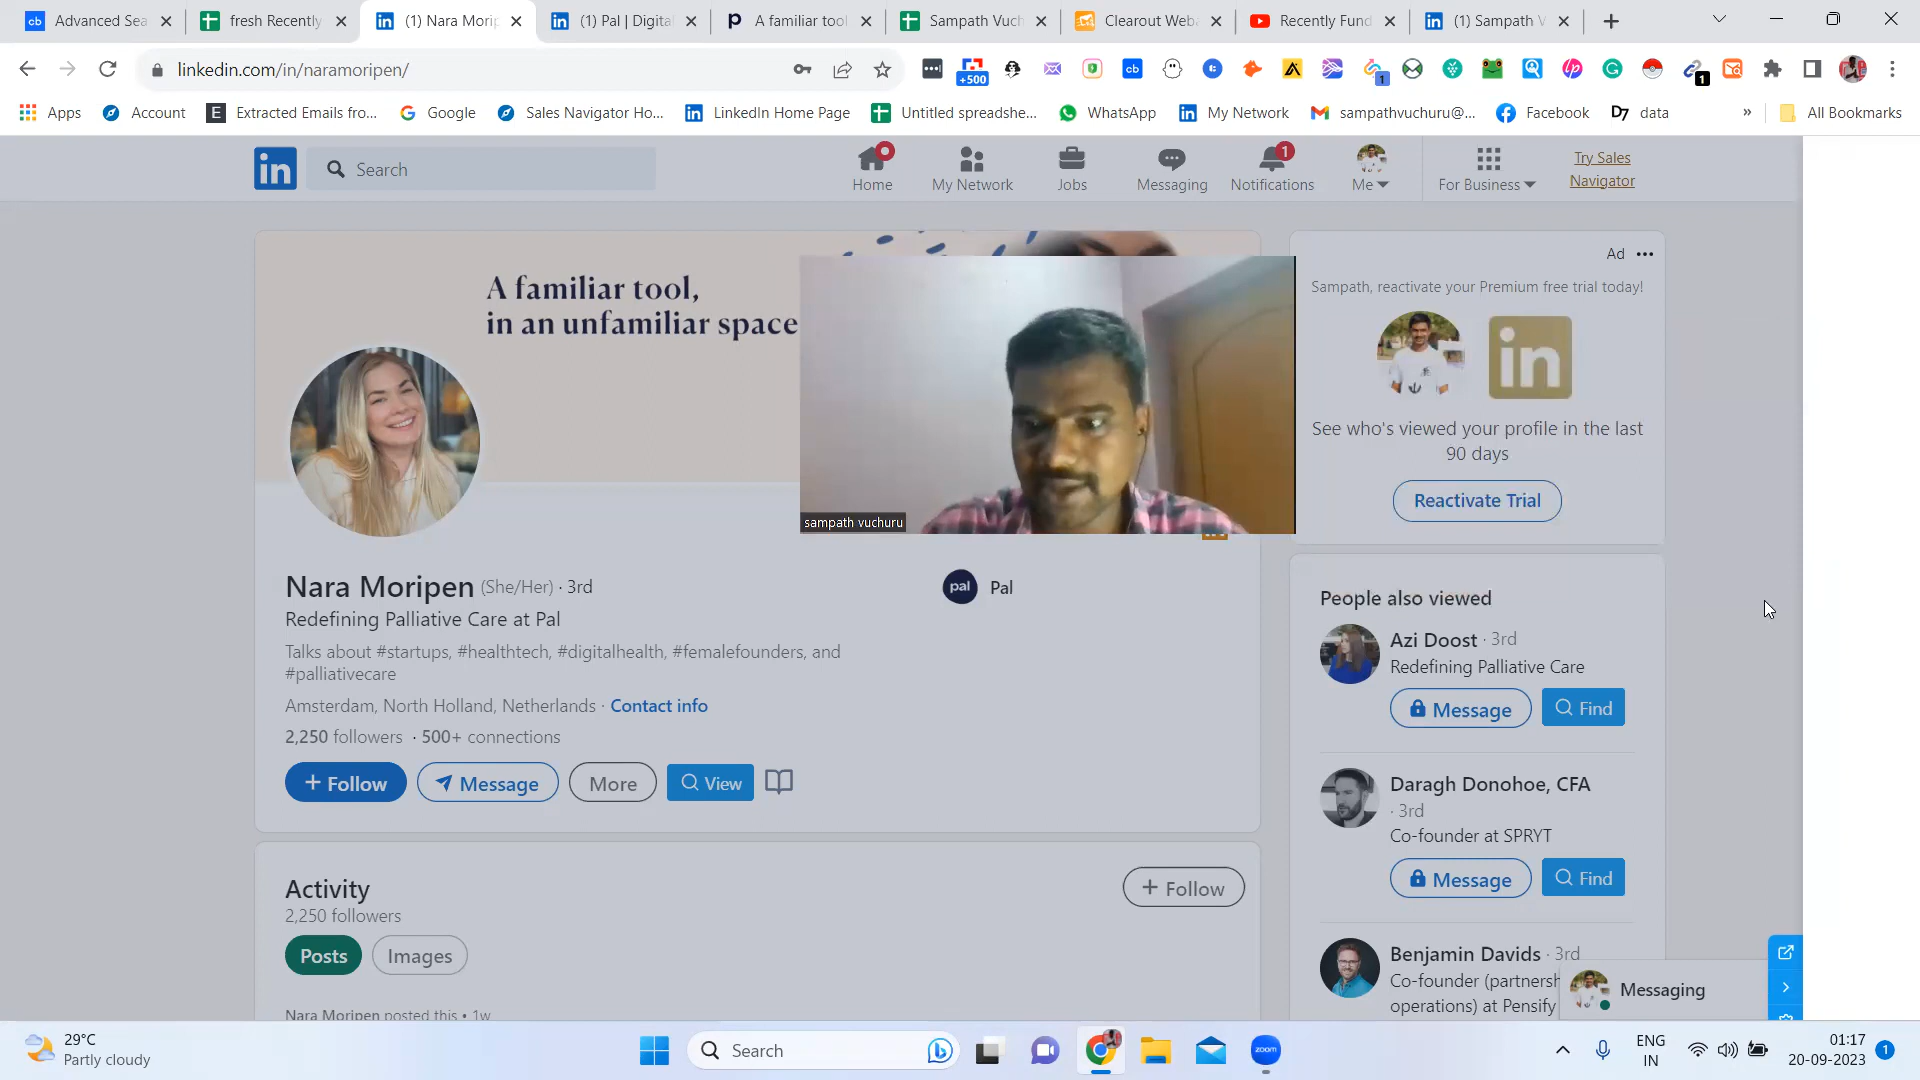 Advanced Sea
fresh Recently
(1) Nara Morip
(1) Pal | Digital
A familiar tool
Sampath Vuch
Clearout Web
Recently Fund
(1) Sampath V
linkedin.com/in/naramoripen/
+500
1
1
Apps
Account
Extracted Emails fro...
Google
Sales Navigator Ho...
LinkedIn Home Page
Untitled spreadshe...
WhatsApp
My Network
sampathvuchuru@...
Facebook
data
»
All Bookmarks
Search
Home
My Network
Jobs
Messaging
1
Notifications
Me
For Business
Try Sales
Navigator
A familiar tool,
in an unfamiliar space
sampath vuchuru
Nara Moripen (She/Her) · 3rd
Redefining Palliative Care at Pal
Talks about #startups, #healthtech, #digitalhealth, #femalefounders, and
#palliativecare
Amsterdam, North Holland, Netherlands · Contact info
2,250 followers · 500+ connections
+ Follow
Message
More
View
pal
Pal
Activity
2,250 followers
+ Follow
Posts
Images
Nara Moripen posted this • 1w
Ad
Sampath, reactivate your Premium free trial today!
in
See who's viewed your profile in the last
90 days
Reactivate Trial
People also viewed
Azi Doost · 3rd
Redefining Palliative Care
Message
Find
Daragh Donohoe, CFA
· 3rd
Co-founder at SPRYT
Message
Find
Benjamin Davids · 3rd
Co-founder (partnersh
operations) at Pensify
Messaging
29°C
Partly cloudy
Search
zoom
ENG
IN
01:17
20-09-2023
1